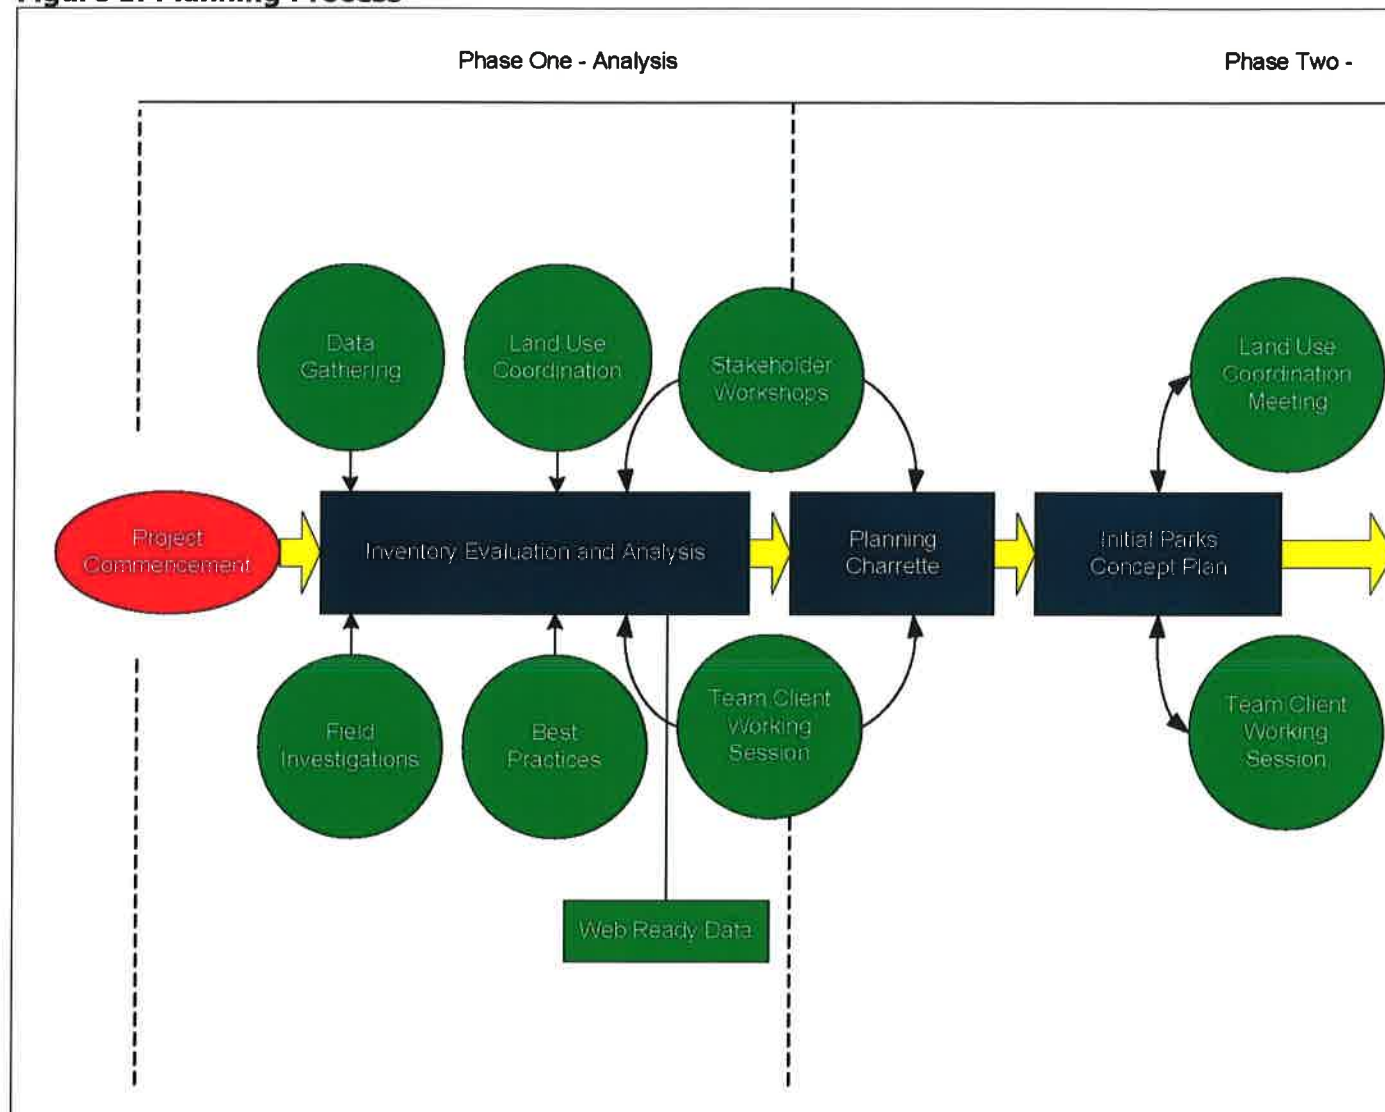 Phase One - Analysis
Phase Two -
Data
Gathering
Land Use
Coordination
Stakeholder
Workshops
Land Use
Coordination
Meeting
Project
Commencement
Inventory Evaluation and Analysis
Planning
Charrette
Initial Parks
Concept Plan
Field
Investigations
Best
Practices
Team Client
Working
Session
Team Client
Working
Session
Web Ready Data